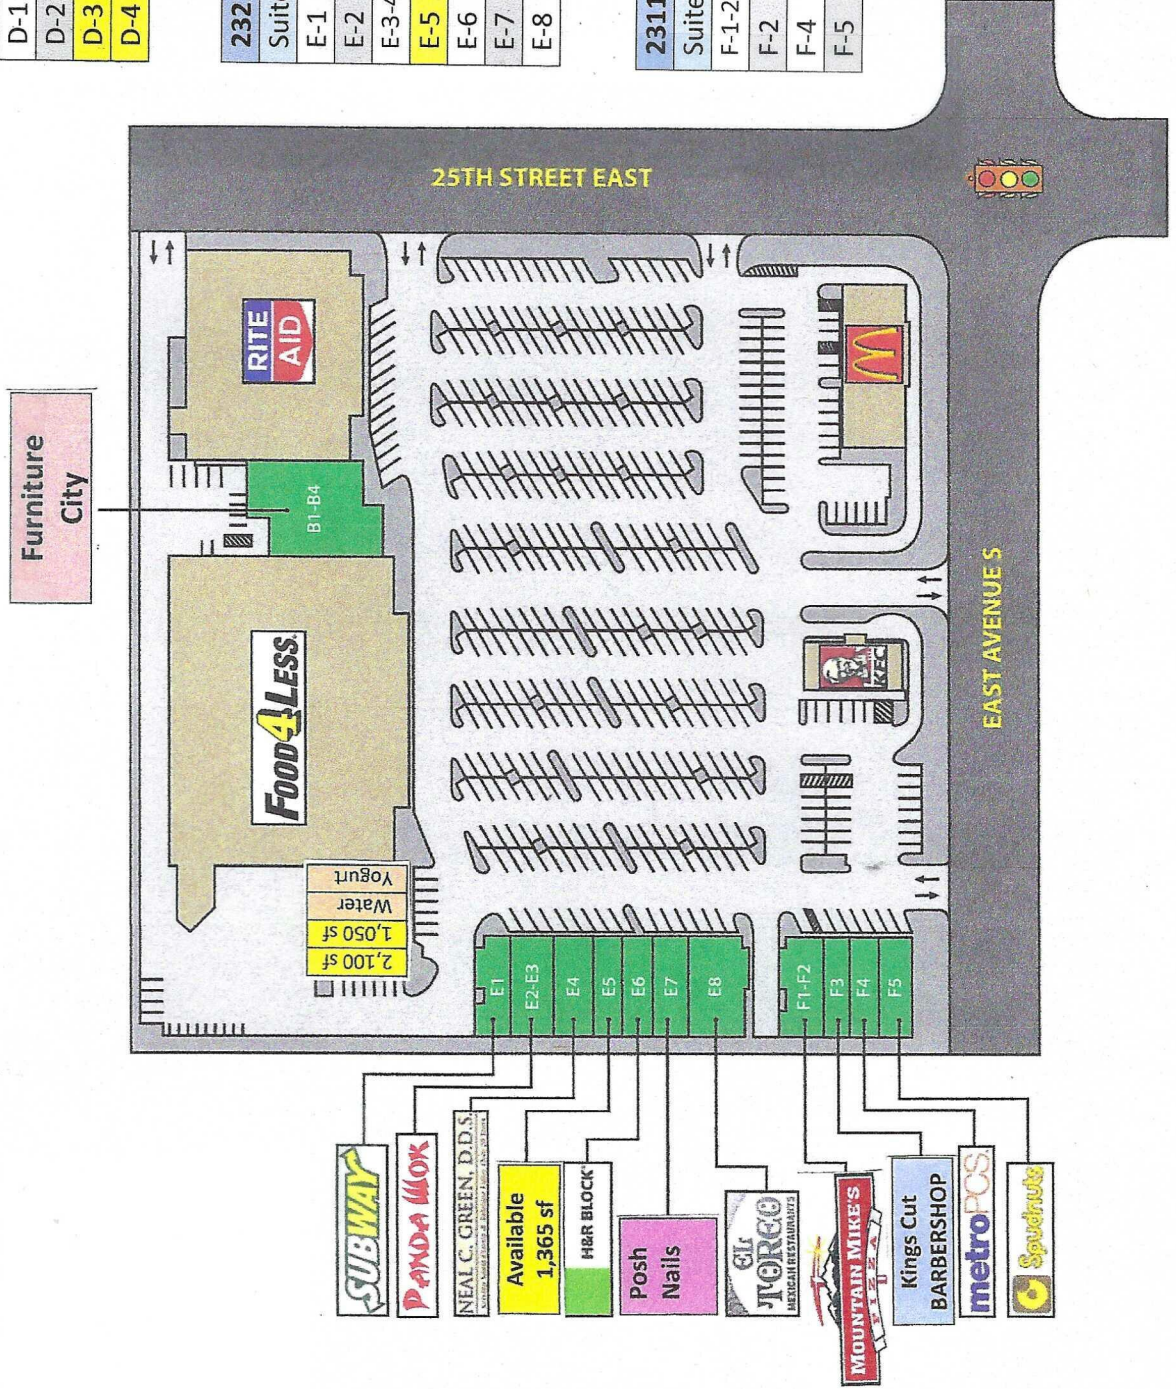 D-1
D-2
D-3
D-4
232
Suite
E-1
E-2
E-3-4
E-5
E-6
E-7
E-8
2311
Suite
F-1-2
F-2
F-4
F-5
Furniture
City
25TH STREET EAST
EAST AVENUE S
RITE
AID
B1-B4
FOOD4LESS
Yogurt
Water
1,050 sf
2,100 sf
M
KFC
E1
E2-E3
E4
E5
E6
E7
E8
F1-F2
F3
F4
F5
SUBWAY
PANDA WOK
NEAL C. GREEN, D.D.S.
Available
1,365 sf
H&R BLOCK
Posh
Nails
EL
TOREO
MEXICAN RESTAURANTS
MOUNTAIN MIKE'S
PIZZA
Kings Cut
BARBERSHOP
metroPCS.
Spudnuts